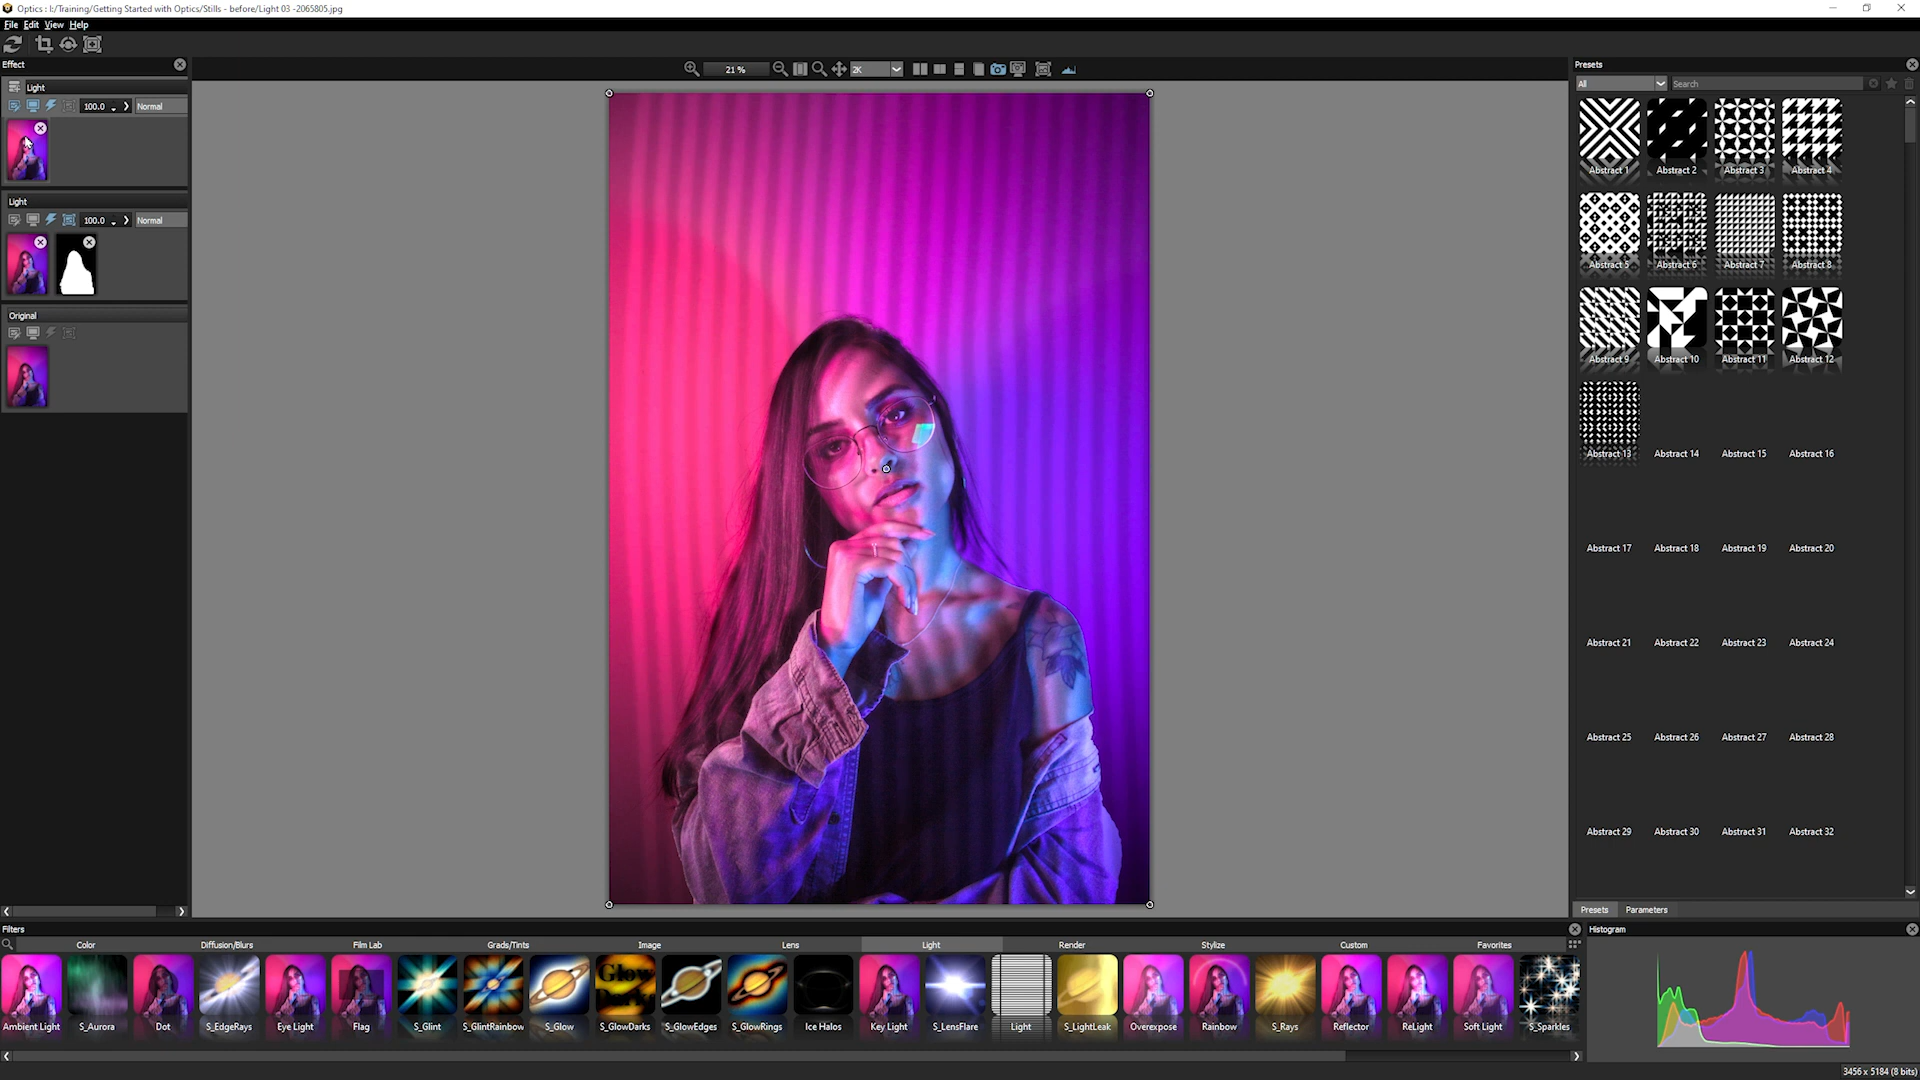 Optics : I:/Training/Getting Started with Optics/Stills - before/Light 03 -2065805.jpg
File Edit View Help
Effect
Light
100.0 Normal
Light
100.0 Normal
Original
21 % 2K
Presets
All Search
Abstract 1 Abstract 2 Abstract 3 Abstract 4
Abstract 5 Abstract 6 Abstract 7 Abstract 8
Abstract 9 Abstract 10 Abstract 11 Abstract 12
Abstract 13 Abstract 14 Abstract 15 Abstract 16
Abstract 17 Abstract 18 Abstract 19 Abstract 20
Abstract 21 Abstract 22 Abstract 23 Abstract 24
Abstract 25 Abstract 26 Abstract 27 Abstract 28
Abstract 29 Abstract 30 Abstract 31 Abstract 32
Presets Parameters
Filters
Color Diffusion/Blurs Film Lab Grads/Tints Image Lens Light Render Stylize Custom Favorites
Glow
Ambient Light S_Aurora Dot S_EdgeRays Eye Light Flag S_Glint S_GlintRainbow S_Glow S_GlowDarks S_GlowEdges S_GlowRings Ice Halos Key Light S_LensFlare Light S_LightLeak Overexpose Rainbow S_Rays Reflector ReLight Soft Light S_Sparkles
Histogram
3456 x 5184 (8 bits)